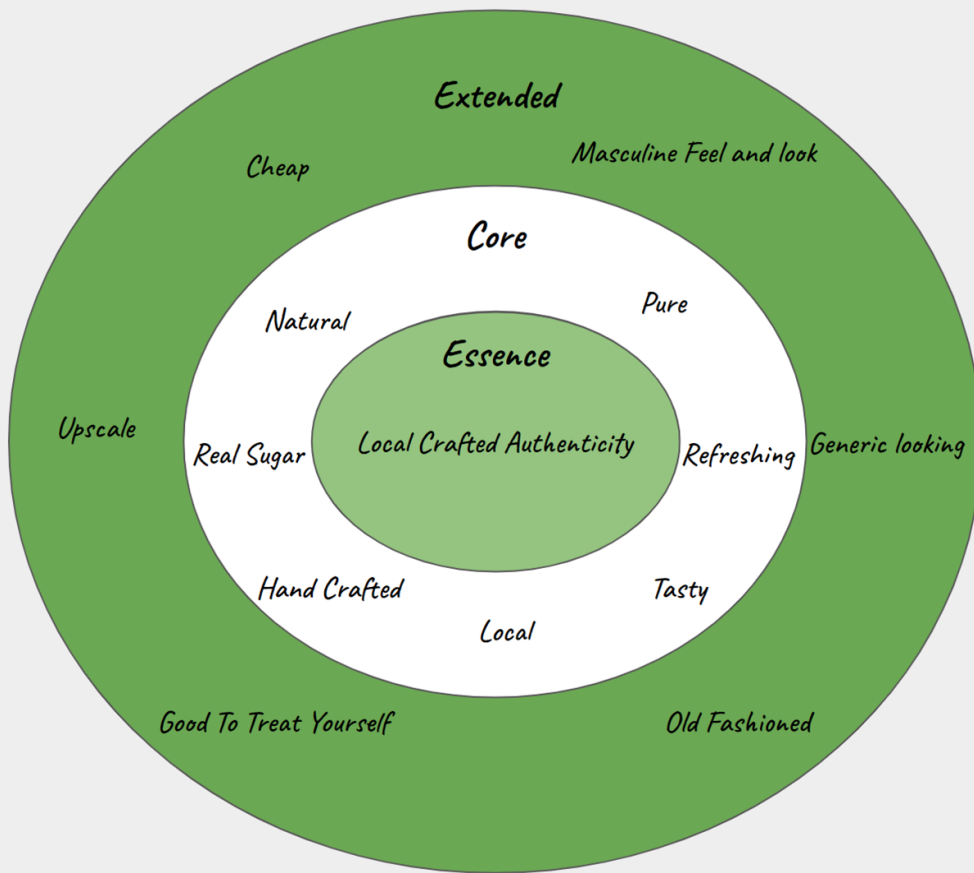 Extended
Masculine Feel and look
Cheap
Core
Pure
Natural
Essence
Upscale
Local Crafted Authenticity
Generic looking
Real Sugar
Refreshing
Hand Crafted
Tasty
Local
Good To Treat Yourself
Old Fashioned